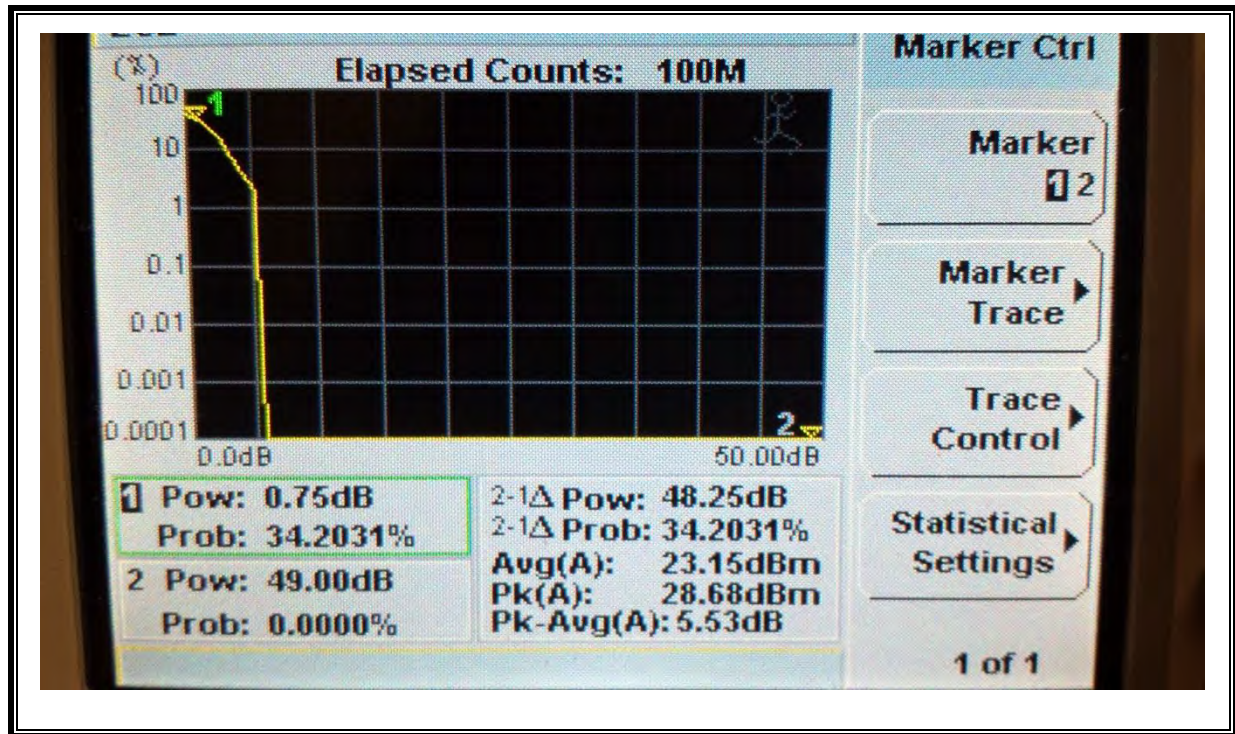 Marker Ctrl
(%)
Elapsed Counts: 100M
100
10
1
0.1
0.01
0.001
0.0001
1
2
0.0dB
50.00dB
1 Pow: 0.75dB
Prob: 34.2031%
2 Pow: 49.00dB
Prob: 0.0000%
2-1Δ Pow: 48.25dB
2-1Δ Prob: 34.2031%
Avg(A): 23.15dBm
Pk(A): 28.68dBm
Pk-Avg(A): 5.53dB
Marker
1 2
Marker
Trace
Trace
Control
Statistical
Settings
1 of 1